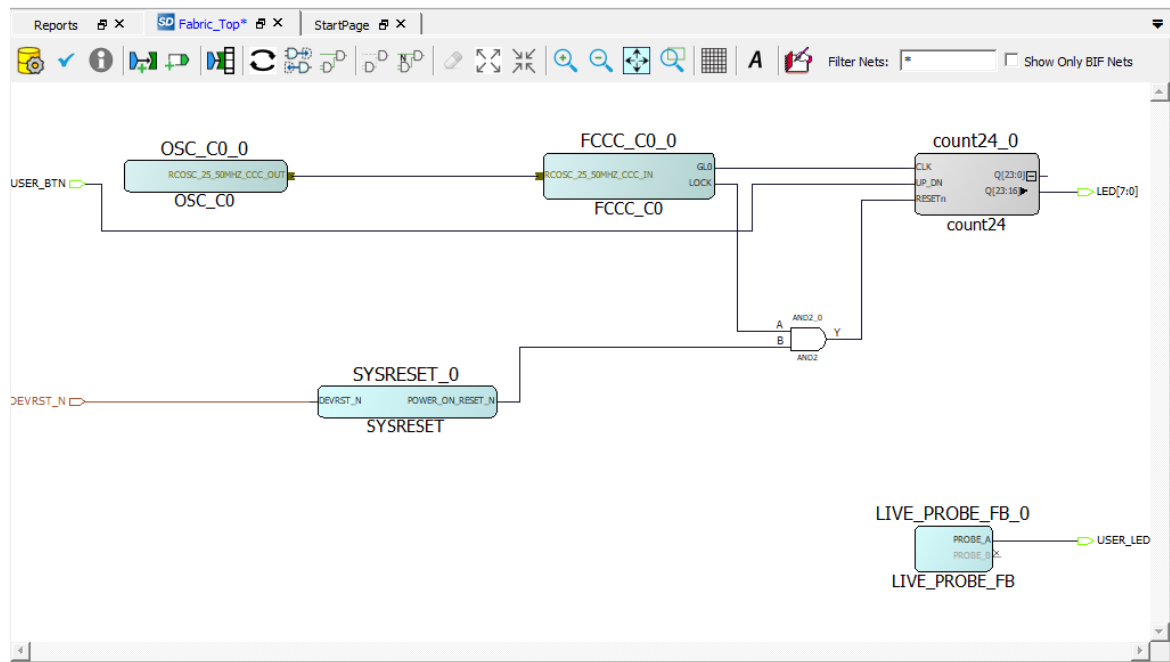 Reports
SD Fabric_Top*
StartPage
A
Filter Nets: *
Show Only BIF Nets
OSC_C0_0
RCOSC_25_50MHZ_CCC_OUT
OSC_C0
FCCC_C0_0
GL0
RCOSC_25_50MHZ_CCC_IN
LOCK
FCCC_C0
count24_0
CLK
Q[23:0]
UP_DN
Q[23:16]
RESETn
count24
USER_BTN
LED[7:0]
AND2_0
A
Y
B
AND2
SYSRESET_0
DEVRST_N
DEVRST_N
POWER_ON_RESET_N
SYSRESET
LIVE_PROBE_FB_0
PROBE_A
USER_LED
PROBE_B
LIVE_PROBE_FB